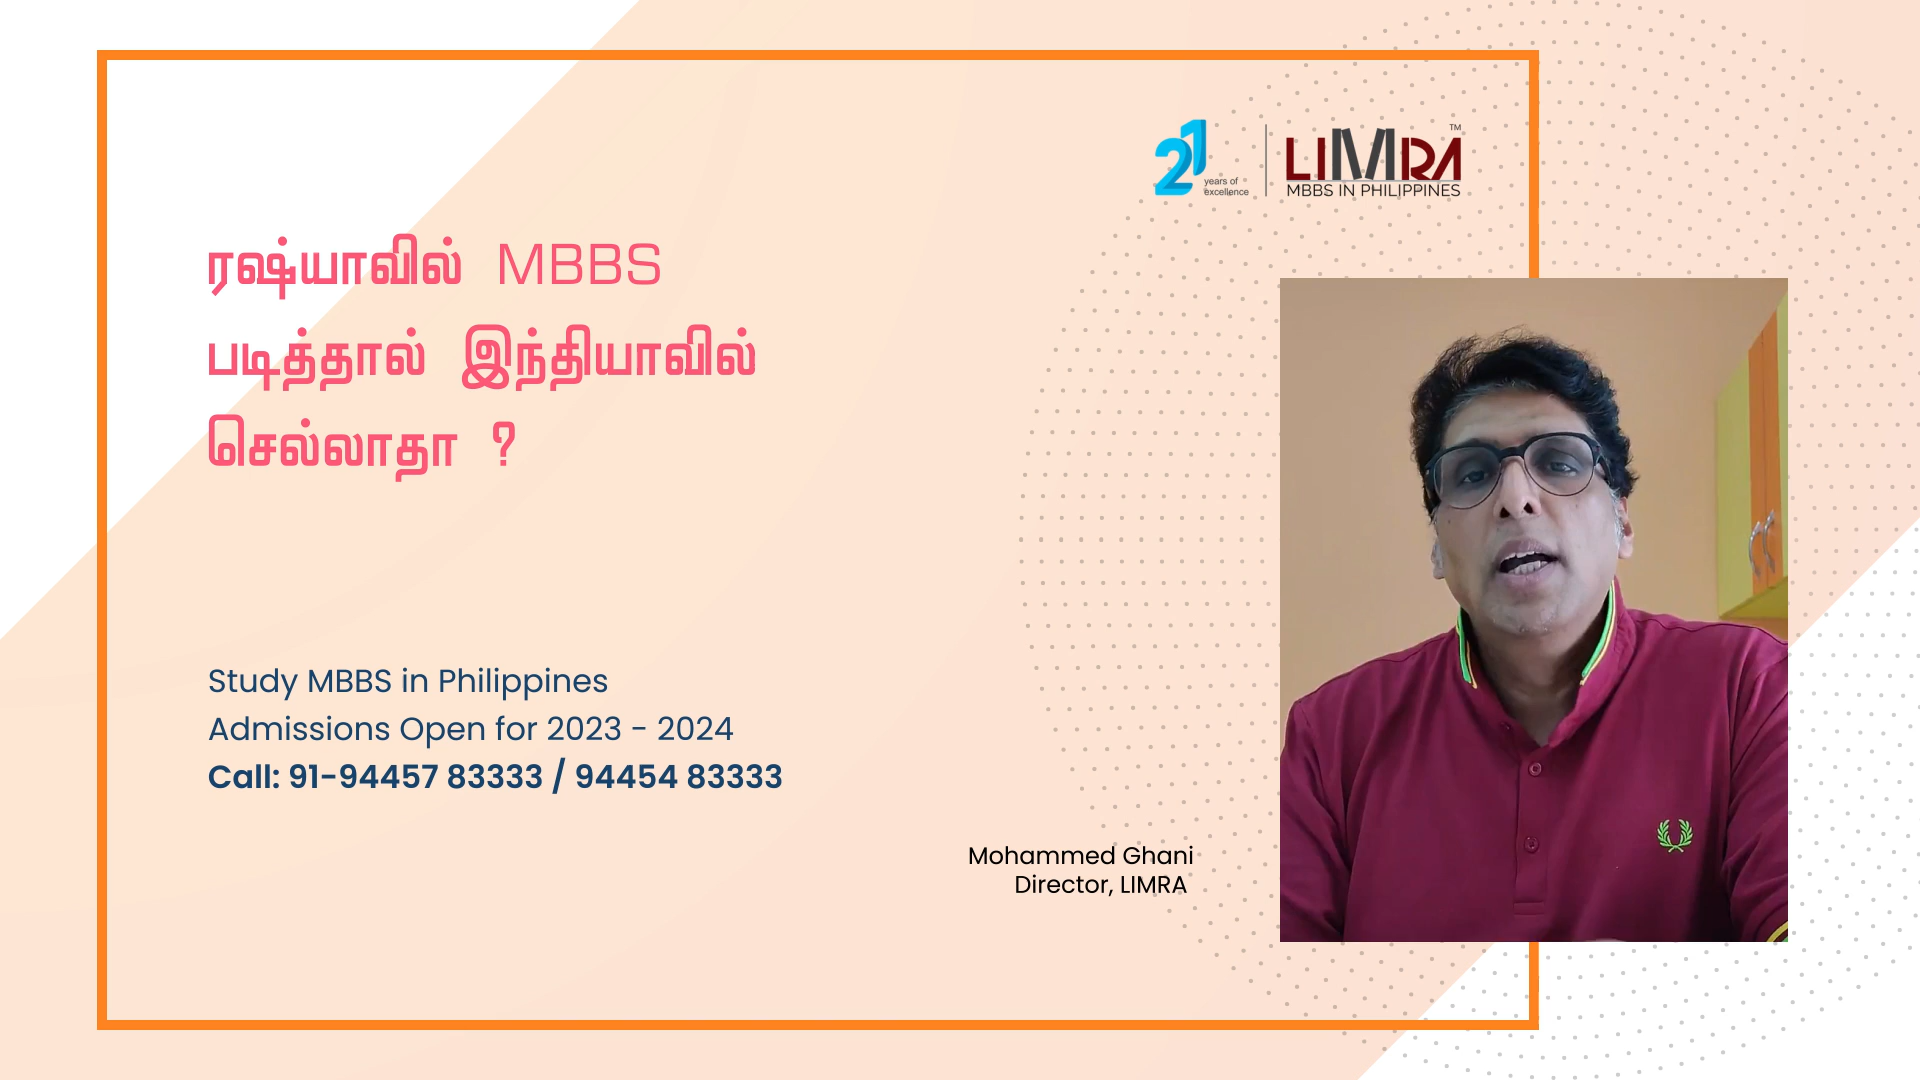 21 years of
excellence
LIMRA™
MBBS IN PHILIPPINES
ரஷ்யாவில் MBBS
படித்தால் இந்தியாவில்
செல்லாதா ?
Study MBBS in Philippines
Admissions Open for 2023 - 2024
Call: 91-94457 83333 / 94454 83333
Mohammed Ghani
Director, LIMRA